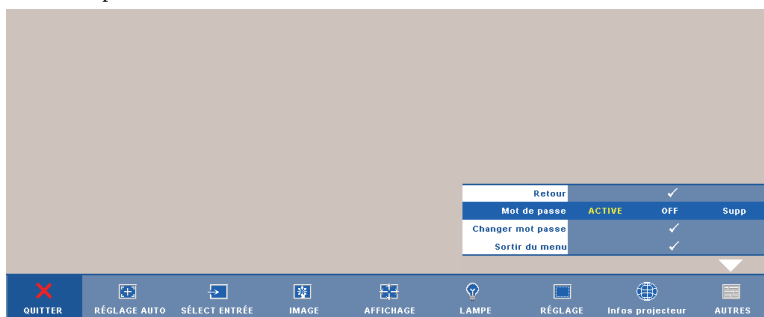 Retour
Mot de passe ACTIVE OFF Supp
Changer mot passe
Sortir du menu
QUITTER RÉGLAGE AUTO SÉLECT ENTRÉE IMAGE AFFICHAGE LAMPE RÉGLAGE Infos projecteur AUTRES